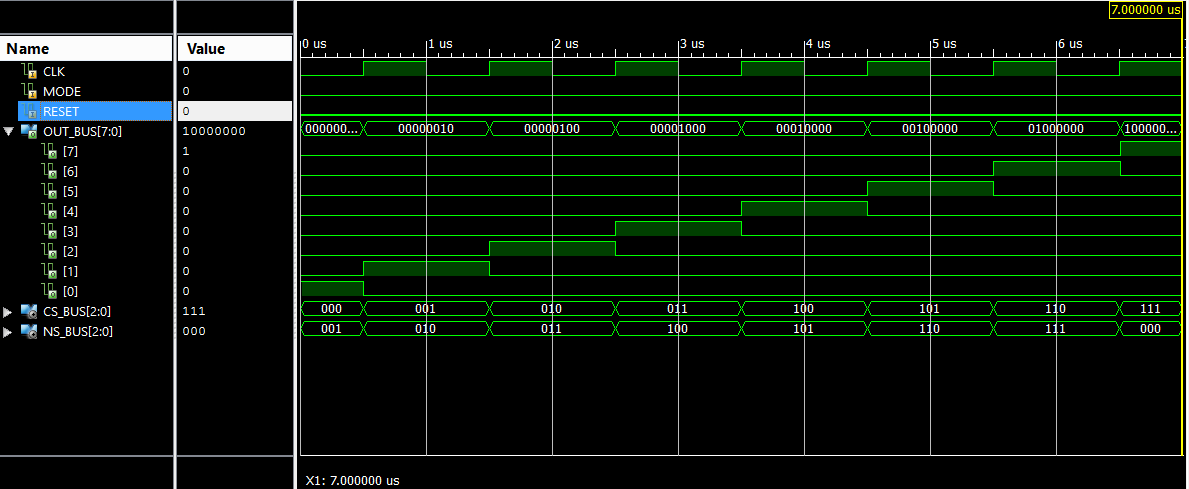 7.000000 us
Name Value 0 us 1 us 2 us 3 us 4 us 5 us 6 us
CLK 0
MODE 0
RESET 0
OUT_BUS[7:0] 10000000 000000... 00000010 00000100 00001000 00010000 00100000 01000000 100000...
[7] 1
[6] 0
[5] 0
[4] 0
[3] 0
[2] 0
[1] 0
[0] 0
CS_BUS[2:0] 111 000 001 010 011 100 101 110 111
NS_BUS[2:0] 000 001 010 011 100 101 110 111 000
X1: 7.000000 us